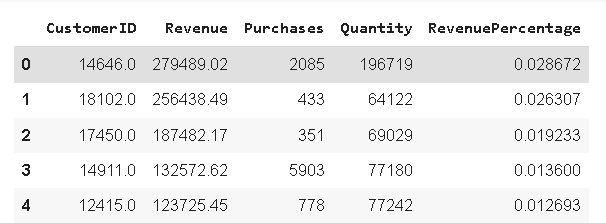 CustomerID Revenue Purchases Quantity RevenuePercentage
0 14646.0 279489.02 2085 196719 0.028672
1 18102.0 256438.49 433 64122 0.026307
2 17450.0 187482.17 351 69029 0.019233
3 14911.0 132572.62 5903 77180 0.013600
4 12415.0 123725.45 778 77242 0.012693